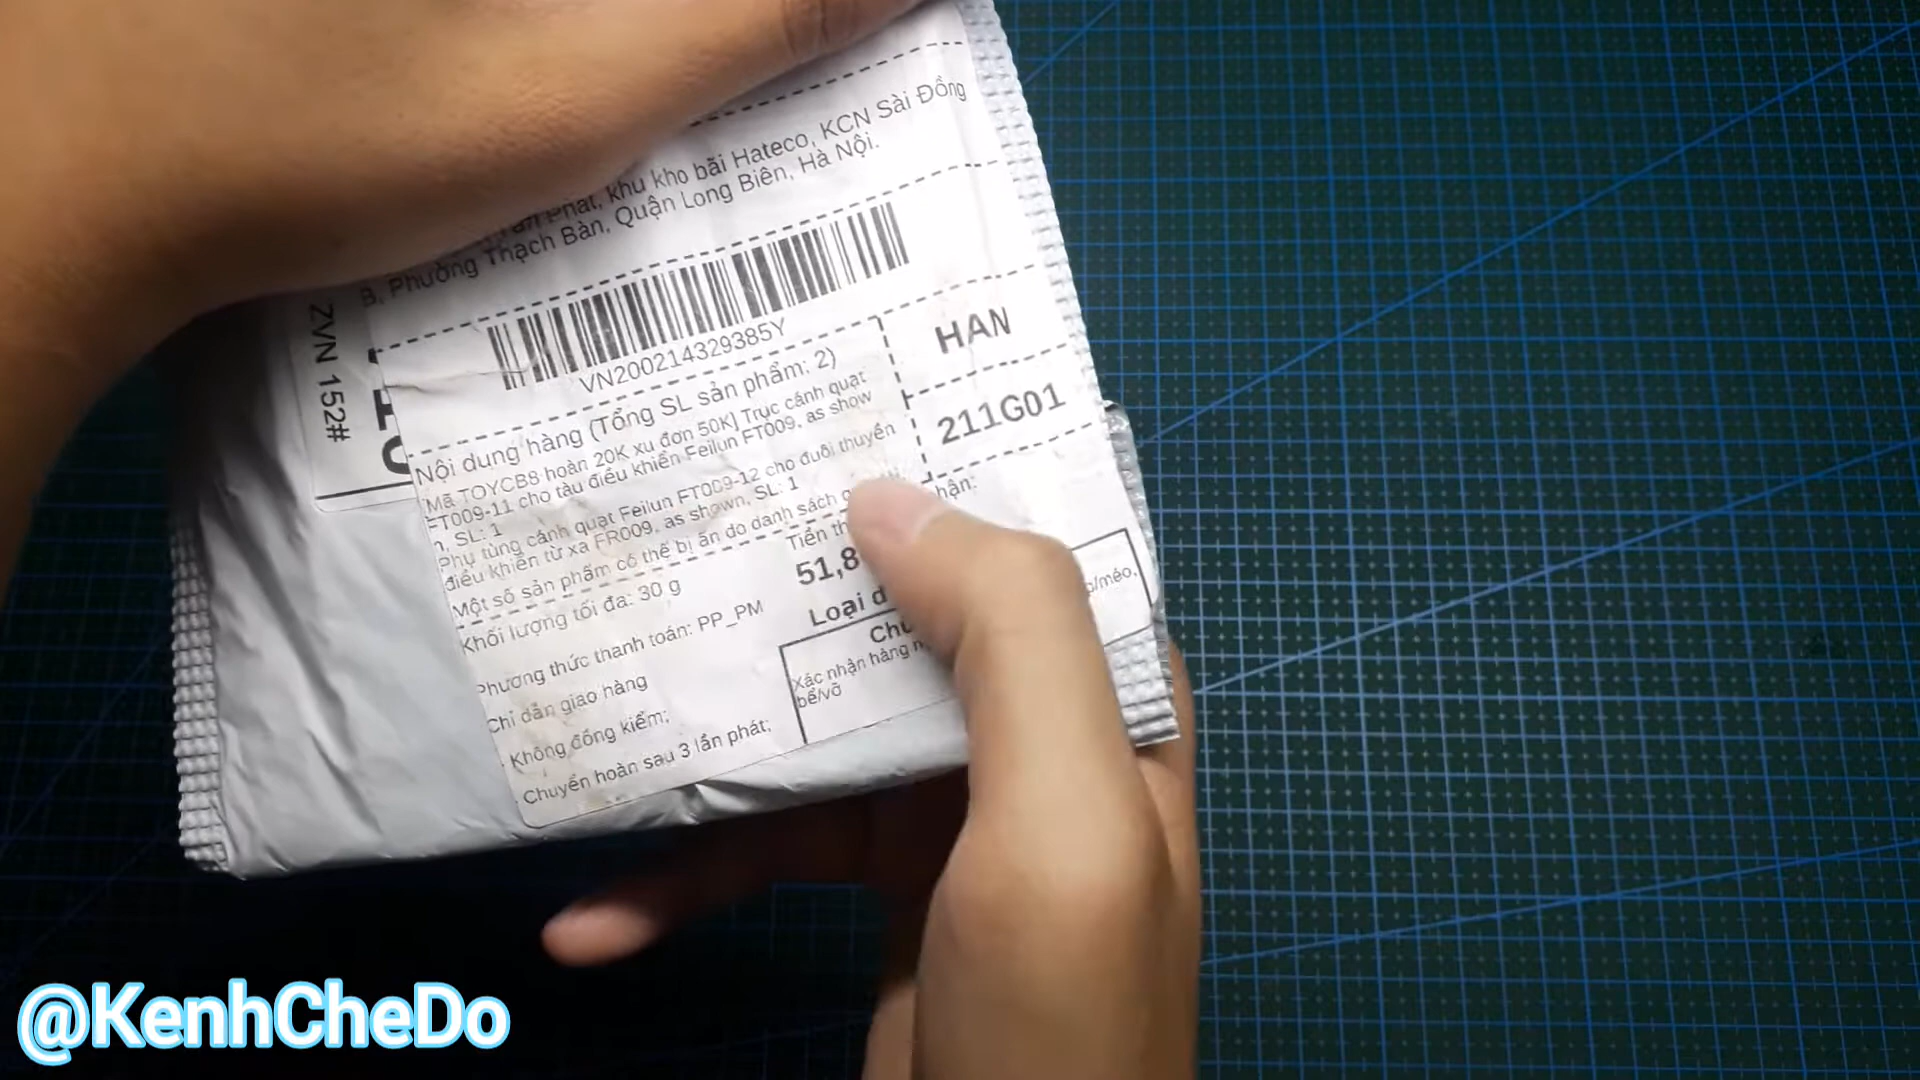 khu kho bãi Hateco, KCN Sài Đồng
B, Phường Thạch Bàn, Quận Long Biên, Hà Nội.
VN200214329385Y
ZVN 152#
HAN
211G01
Nội dung hàng (Tổng SL sản phẩm: 2)
Mã TOYCB8 hoàn 20K xu đơn 50K] Trục cánh quạt
FT009-11 cho tàu điều khiển Feilun FT009, as show
n, SL: 1
Phụ tùng cánh quạt Feilun FT009-12 cho đuôi thuyền
điều khiển từ xa FR009, as shown, SL: 1
Một số sản phẩm có thể bị ẩn do danh sách
Khối lượng tối đa: 30 g
Tiền
51,8
Phương thức thanh toán: PP_PM
Loại
Chỉ dẫn giao hàng
Không đồng kiểm;
Chuyển hoàn sau 3 lần phát;
Xác nhận hàng
bể/vỡ
@KenhCheDo